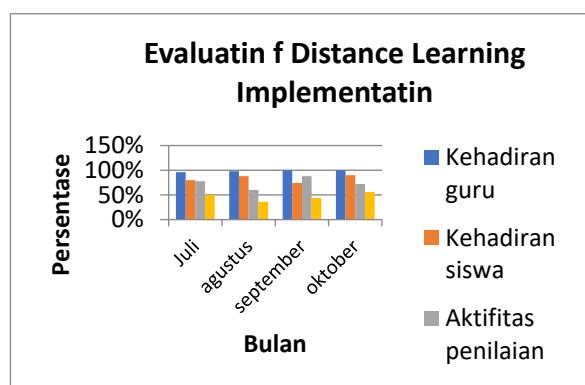 Evaluatin f Distance Learning
Implementatin
150%
100%
50%
0%
Persentase
Juli
agustus
september
oktober
Bulan
Kehadiran
guru
Kehadiran
siswa
Aktifitas
penilaian